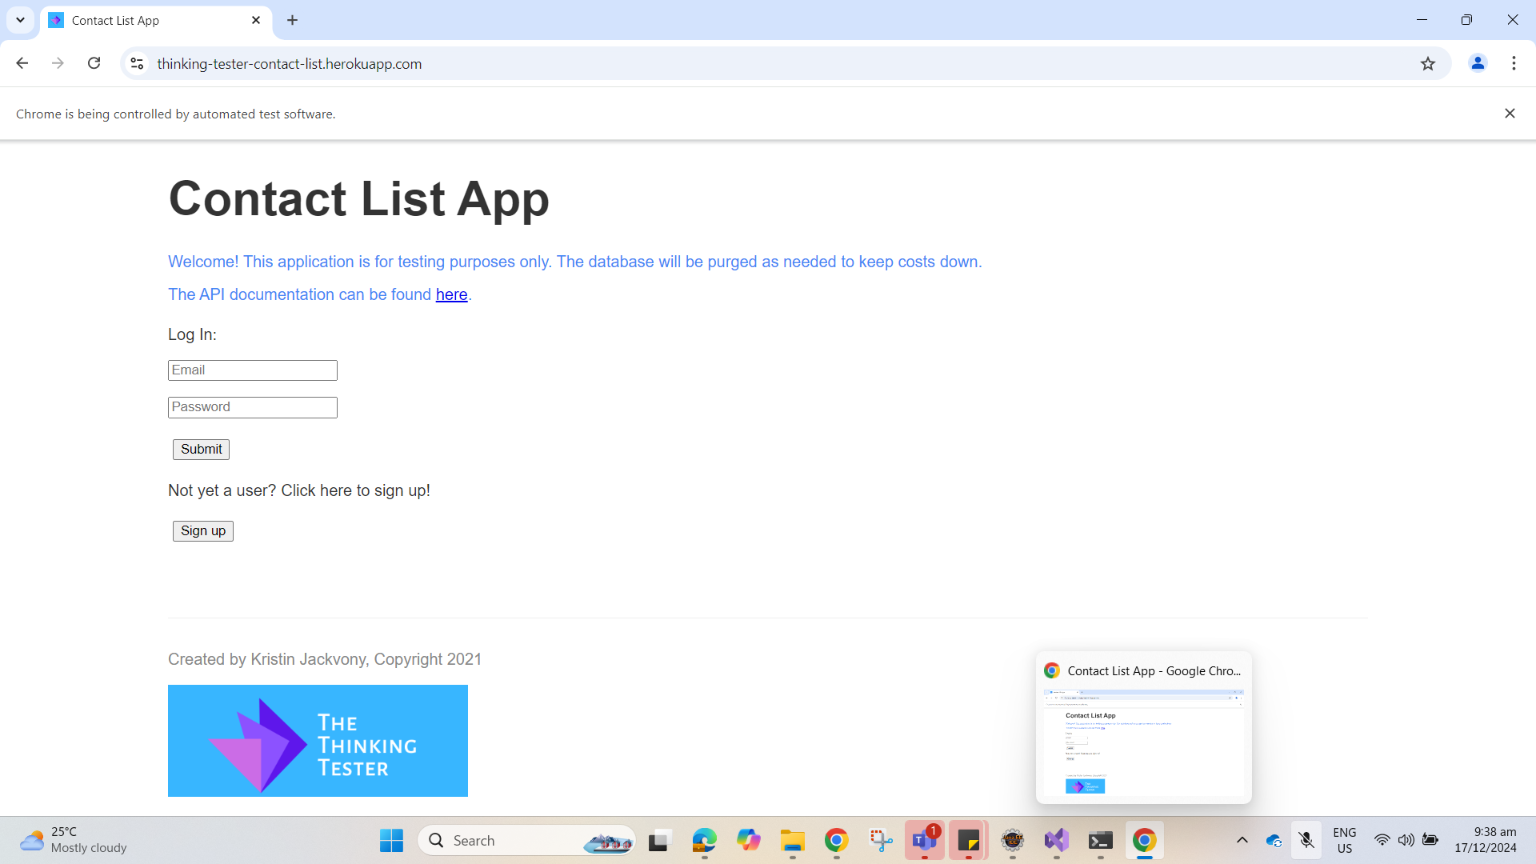 Contact List App
thinking-tester-contact-list.herokuapp.com
Chrome is being controlled by automated test software.
Contact List App
Welcome! This application is for testing purposes only. The database will be purged as needed to keep costs down.
The API documentation can be found here.
Log In:
Email
Password
Submit
Not yet a user? Click here to sign up!
Sign up
Created by Kristin Jackvony, Copyright 2021
THE
THINKING
TESTER
Contact List App - Google Chro...
Contact List App
25°C
Mostly cloudy
Search
1
ENG
US
9:38 am
17/12/2024